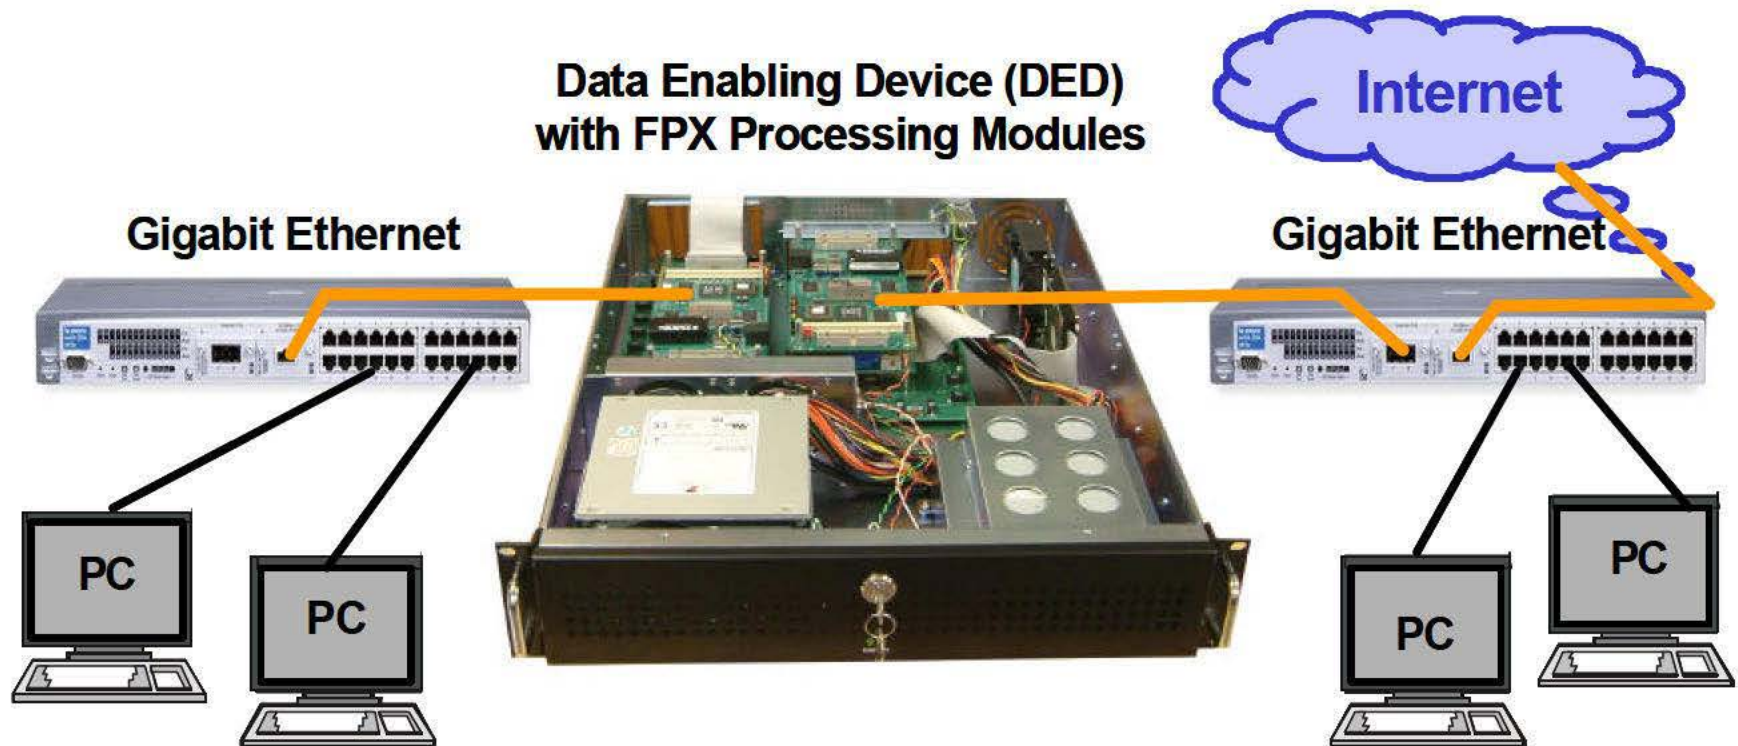 Data Enabling Device (DED)
with FPX Processing Modules
Internet
Gigabit Ethernet
Gigabit Ethernet
PC
PC
PC
PC